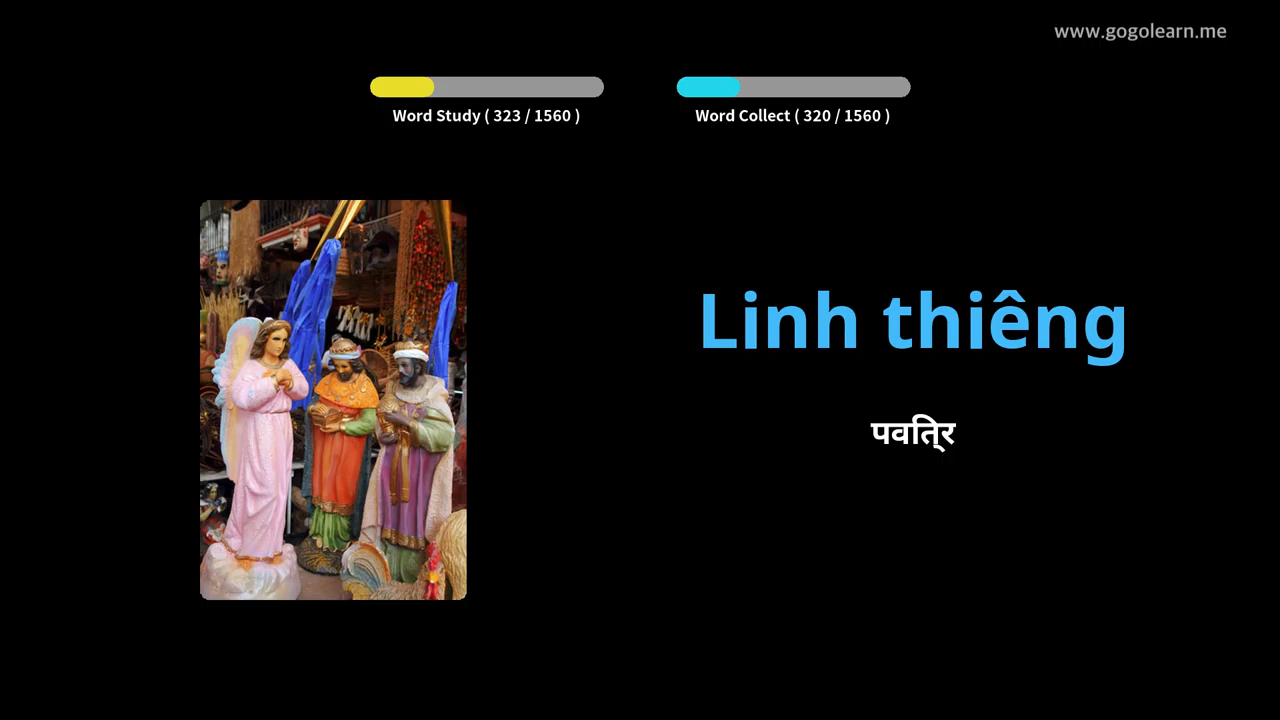 www.gogolearn.me
Word Study ( 323 / 1560 )
Word Collect ( 320 / 1560 )
Linh thiêng
पवित्र